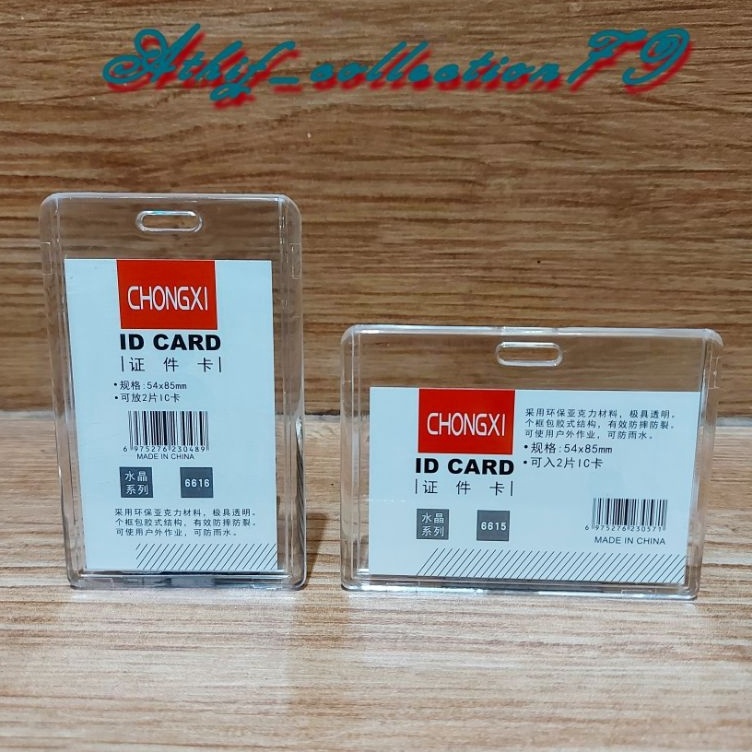 Athif_collection79
CHONGXI
ID CARD
证件卡
•规格:54x85mm
•可放2片IC卡
6 975276 230489
MADE IN CHINA
水晶
系列
6616
采用环保亚克力材料，极具透明。
个框包胶式结构，有效防摔防裂。
可使用户外作业，可防雨水。
CHONGXI
ID CARD
证件卡
采用环保亚克力材料，极具透明。
个框包胶式结构，有效防摔防裂。
可使用户外作业，可防雨水。
•规格:54x85mm
•可入2片IC卡
水晶
系列
6615
6 975276 230571
MADE IN CHINA